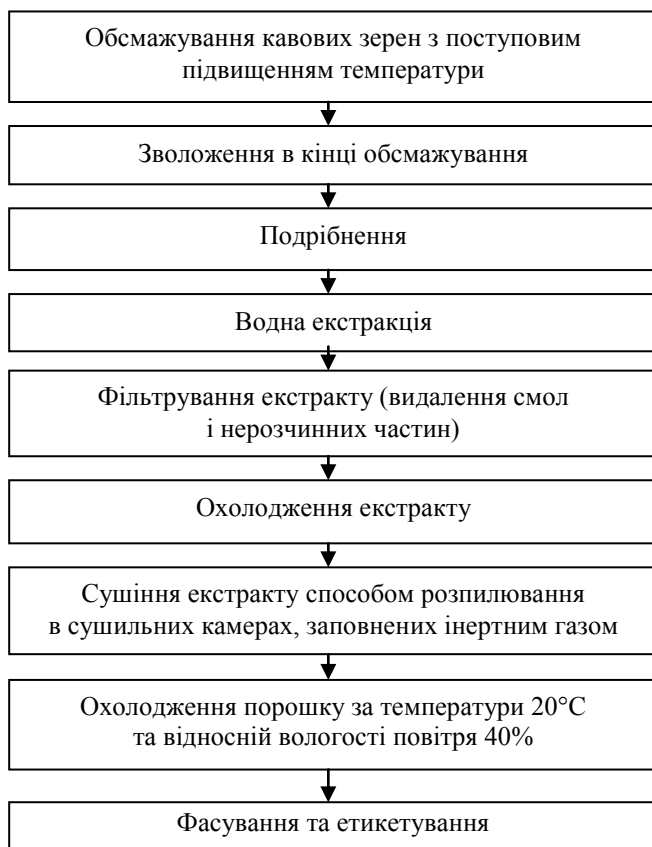 Обсмажування кавових зерен з поступовим
підвищенням температури
Зволоження в кінці обсмажування
Подрібнення
Водна екстракція
Фільтрування екстракту (видалення смол
і нерозчинних частин)
Охолодження екстракту
Сушіння екстракту способом розпилювання
в сушильних камерах, заповнених інертним газом
Охолодження порошку за температури 20°С
та відносній вологості повітря 40%
Фасування та етикетування